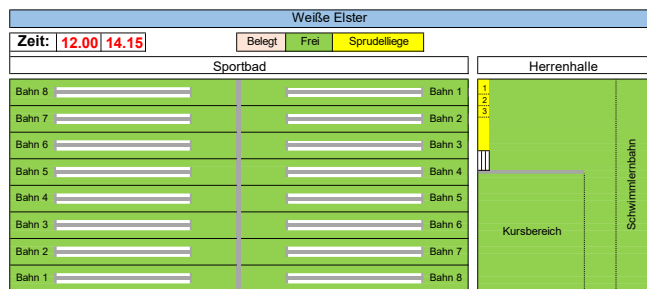 Weiße Elster
Zeit: 12.00 14.15 Belegt Frei Sprudelliege
Sportbad Herrenhalle
Bahn 8 Bahn 1 1
2
Bahn 7 Bahn 2 3
Bahn 6 Bahn 3
Bahn 5 Bahn 4
Bahn 4 Bahn 5
Bahn 3 Bahn 6 Kursbereich Schwimmlernbahn
Bahn 2 Bahn 7
Bahn 1 Bahn 8